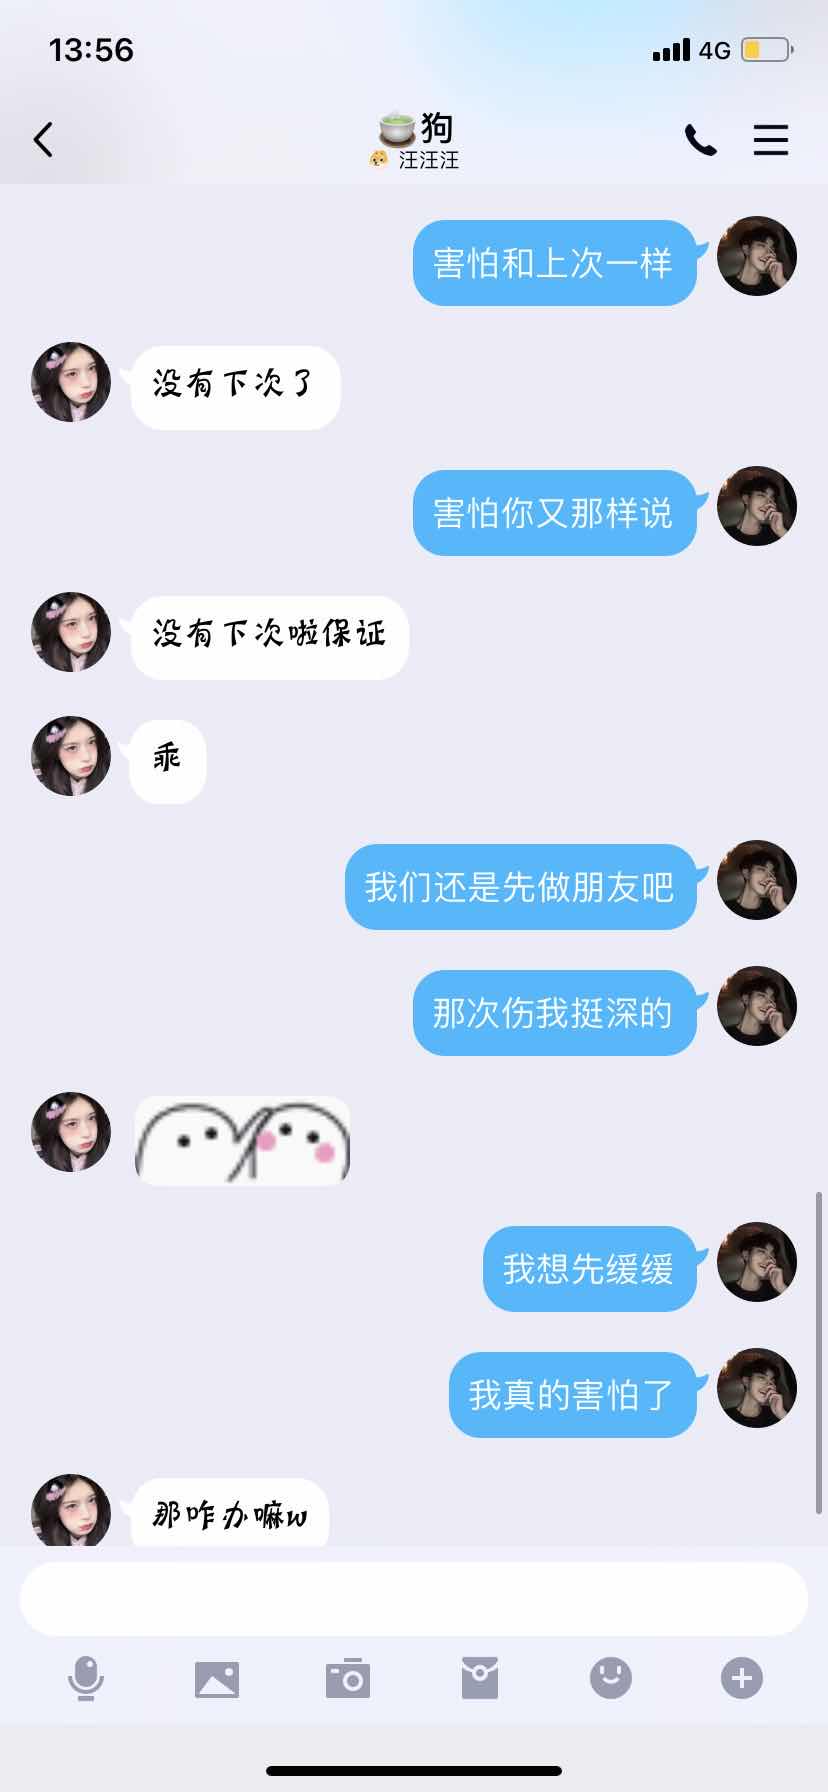 13:56
4G
🍵狗
汪汪汪
害怕和上次一样
没有下次了
害怕你又那样说
没有下次啦保证
乖
我们还是先做朋友吧
那次伤我挺深的
我想先缓缓
我真的害怕了
那咋办嘛w